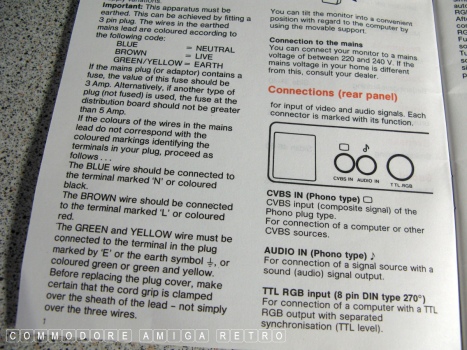 Important: This apparatus must be
earthed. This can be achieved by fitting a
3 pin plug. The wires in the earthed
mains lead are coloured according to
the following code:
BLUE = NEUTRAL
BROWN = LIVE
GREEN/YELLOW = EARTH
If the mains plug (or adaptor) contains a
fuse, the value of this fuse should be
3 Amp. Alternatively, if another type of
plug (not fused) is used, the fuse at the
distribution board should not be greater
than 5 Amp.
If the colours of the wires in the mains
lead do not correspond with the
coloured markings identifying the
terminals in your plug, proceed as
follows...
The BLUE wire should be connected to
the terminal marked 'N' or coloured
black.
The BROWN wire should be connected
to the terminal marked 'L' or coloured
red.
The GREEN and YELLOW wire must be
connected to the terminal in the plug
marked by 'E' or the earth symbol ⏚, or
coloured green or green and yellow.
Before replacing the plug cover, make
certain that the cord grip is clamped
over the sheath of the lead – not simply
over the three wires.
1
You can tilt the monitor into a convenient
position with regard to the computer by
using the movable support.
Connection to the mains
You can connect your monitor to a mains
voltage of between 220 and 240 V. If the
mains voltage in your home is different
from this, consult your dealer.
Connections (rear panel)
for input of video and audio signals. Each
connector is marked with its function.
CVBS IN AUDIO IN TTL RGB
CVBS IN (Phono type)
CVBS input (composite signal) of the
Phono plug type.
For connection of a computer or other
CVBS sources.
AUDIO IN (Phono type) ♪
For connection of a signal source with a
sound (audio) signal output.
TTL RGB input (8 pin DIN type 270°)
For connection of a computer with a TTL
RGB output with separated
synchronisation (TTL level).
COMMODORE AMIGA RETRO